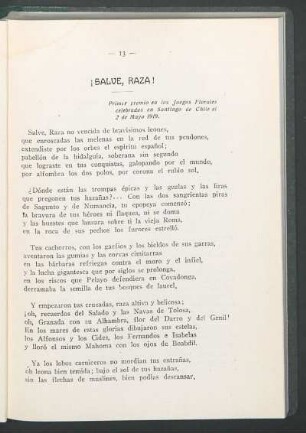 — 13 —
¡SALVE, RAZA!
Primer premio en los Juegos Florales
celebrados en Santiago de Chile el
2 de Mayo 1919.
Salve, Raza no vencida de bravísimos leones,
que enroscadas las melenas en la red de tus pendones,
extendiste por los orbes el espíritu español;
pabellón de la hidalguía, soberana sin segundo
que lograste en tus conquistas, galopando por el mundo,
por alfombra los dos polos, por corona el rubio sol,
¿Dónde están las trompas épicas y las guzlas y las liras
que pregonen tus hazañas?... Con las dos sangrientas piras
de Sagunto y de Numancia, tu epopeya comenzó;
la bravura de tus héroes ni flaquea, ni se doma
y las huestes que lanzara sobre tí la vieja Roma,
en la roca de sus pechos los furores estrelló.
Tus cachorros, con los garfios y los bieldos de sus garras,
aventaron las gumías y las corvas cimitarras
en las bárbaras refriegas contra el moro y el infiel,
y la lucha gigantesca que por siglos se prolonga,
en los riscos que Pelayo defendiera en Covadonga,
derramaba la semilla de tus bosques de laurel,
Y empezaron tus cruzadas, raza altiva y belicosa;
¡oh, recuerdos del Salado y las Navas de Tolosa,
¡oh, Granada con su Alhambra, flor del Darro y del Genil!
En los mares de estas glorias dibujaron sus estelas,
los Alfonsos y los Cides, los Fernandos e Isabelas
y lloró el mismo Mahoma con los ojos de Boabdil.
Ya los lobos carniceros no mordían tus entrañas,
oh leona bien temida; bajo el sol de tus hazañas,
sin las flechas de muslimes, bien podías descansar,